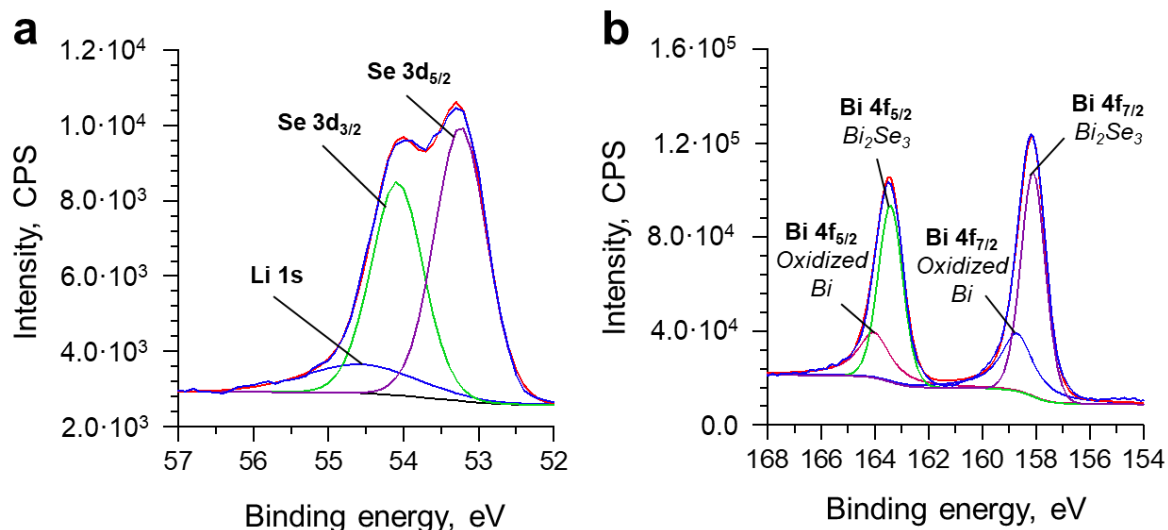 a
1.2·10⁴
1.0·10⁴
8.0·10³
6.0·10³
4.0·10³
2.0·10³
Intensity, CPS
Se 3d₅/₂
Se 3d₃/₂
Li 1s
57 56 55 54 53 52
Binding energy, eV
b
1.6·10⁵
1.2·10⁵
8.0·10⁴
4.0·10⁴
0.0
Intensity, CPS
Bi 4f₅/₂
Bi₂Se₃
Bi 4f₇/₂
Bi₂Se₃
Bi 4f₅/₂
Oxidized
Bi
Bi 4f₇/₂
Oxidized
Bi
168 166 164 162 160 158 156 154
Binding energy, eV